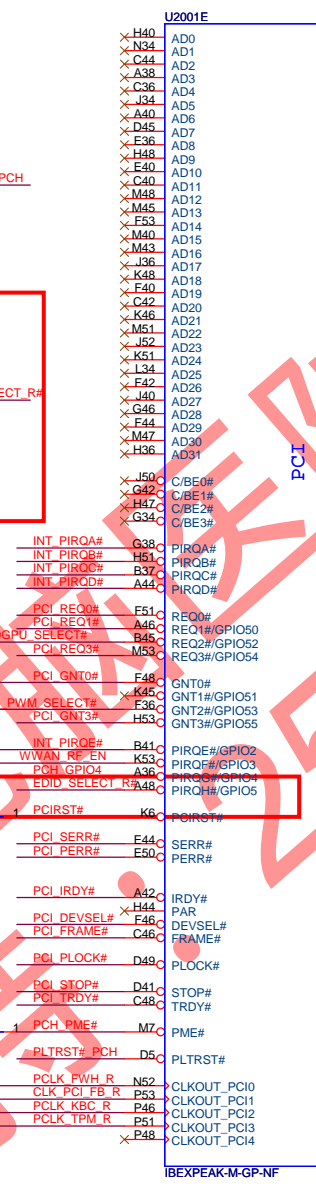 U2001E
H40 AD0
N34 AD1
C44 AD2
A38 AD3
C36 AD4
J34 AD5
A40 AD6
D45 AD7
E36 AD8
H48 AD9
E40 AD10
PCH C40 AD11
M48 AD12
M45 AD13
F53 AD14
M40 AD15
M43 AD16
J36 AD17
K48 AD18
F40 AD19
C42 AD20
K46 AD21
M51 AD22
J52 AD23
K51 AD24
L34 AD25
F42 AD26
ECT_R# J40 AD27
G46 AD28
F44 AD29
M47 AD30
H36 AD31
PCI
J50 C/BE0#
G42 C/BE1#
H47 C/BE2#
G34 C/BE3#
INT_PIRQA# G38 PIRQA#
INT_PIRQB# H51 PIRQB#
INT_PIRQC# B37 PIRQC#
INT_PIRQD# A44 PIRQD#
PCI_REQ0# F51 REQ0#
PCI_REQ1# A46 REQ1#/GPIO50
DGPU_SELECT# B45 REQ2#/GPIO52
PCI_REQ3# M53 REQ3#/GPIO54
PCI_GNT0# F48 GNT0#
K45 GNT1#/GPIO51
PWM_SELECT# F36 GNT2#/GPIO53
PCI_GNT3# H53 GNT3#/GPIO55
INT_PIRQE# B41 PIRQE#/GPIO2
WWAN_RF_EN K53 PIRQF#/GPIO3
PCH_GPIO4 A36 PIRQG#/GPIO4
EDID_SELECT_R# A48 PIRQH#/GPIO5
1 PCIRST# K6 PCIRST#
PCI_SERR# E44 SERR#
PCI_PERR# E50 PERR#
PCI_IRDY# A42 IRDY#
H44 PAR
PCI_DEVSEL# F46 DEVSEL#
PCI_FRAME# C46 FRAME#
PCI_PLOCK# D49 PLOCK#
PCI_STOP# D41 STOP#
PCI_TRDY# C48 TRDY#
1 PCH_PME# M7 PME#
PLTRST#_PCH D5 PLTRST#
PCLK_FWH_R N52 CLKOUT_PCI0
CLK_PCI_FB_R P53 CLKOUT_PCI1
PCLK_KBC_R P46 CLKOUT_PCI2
PCLK_TPM_R P51 CLKOUT_PCI3
P48 CLKOUT_PCI4
IBEXPEAK-M-GP-NF